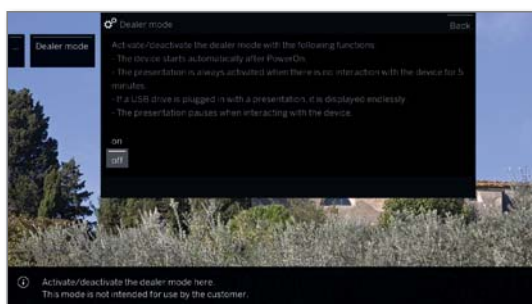 Dealer mode
Back
...
Dealer mode
Activate/deactivate the dealer mode with the following functions
- The device starts automatically after PowerOn.
- The presentation is always activated when there is no interaction with the device for 5
minutes.
- If a USB drive is plugged in with a presentation, it is displayed endlessly
- The presentation pauses when interacting with the device.
on
off
Activate/deactivate the dealer mode here.
This mode is not intended for use by the customer.